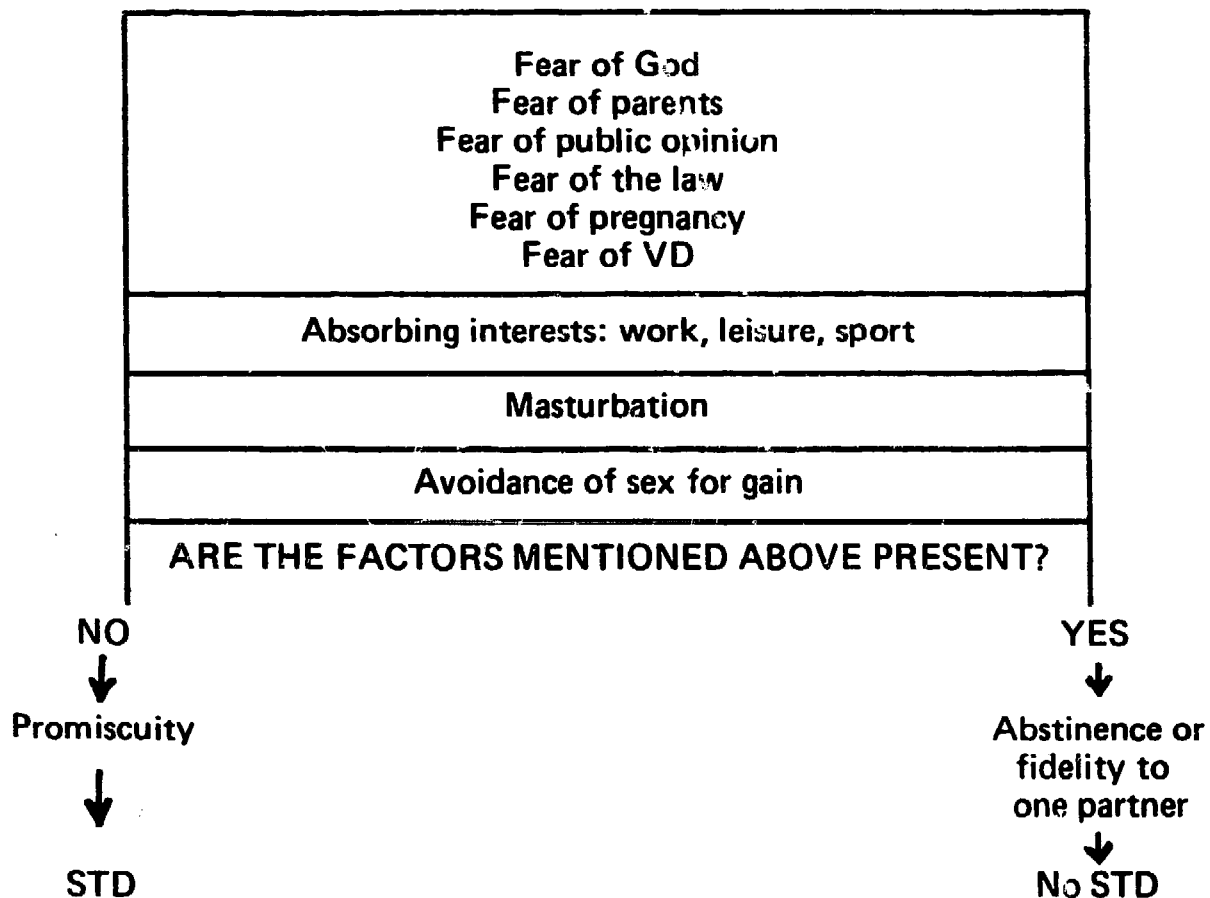 Fear of God
Fear of parents
Fear of public opinion
Fear of the law
Fear of pregnancy
Fear of VD
Absorbing interests: work, leisure, sport
Masturbation
Avoidance of sex for gain
ARE THE FACTORS MENTIONED ABOVE PRESENT?
NO
YES
Promiscuity
Abstinence or
fidelity to
one partner
STD
No STD